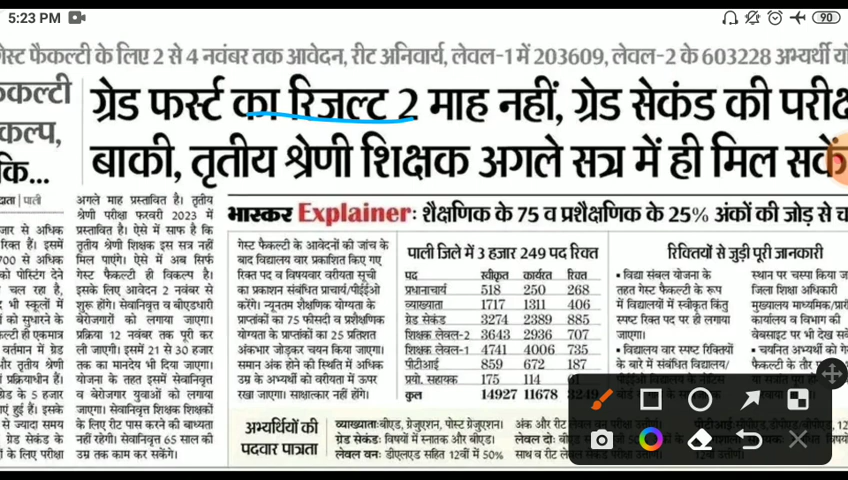 5:23 PM
90
गेस्ट फैकल्टी के लिए 2 से 4 नवंबर तक आवेदन, रीट अनिवार्य, लेवल-1 में 203609, लेवल-2 के 603228 अभ्यर्थी
ग्रेड फर्स्ट का रिजल्ट 2 माह नहीं, ग्रेड सेकंड की
बाकी, तृतीय श्रेणी शिक्षक अगले सत्र में ही मिल सकें
कि...
पाली
अगले माह प्रस्तावित है। तृतीय
श्रेणी परीक्षा फरवरी 2023 में
प्रस्तावित है। ऐसे में साफ है कि
तृतीय श्रेणी शिक्षक इस सत्र नहीं
मिल पाएंगे। ऐसे में अब सिर्फ
गेस्ट फैकल्टी ही विकल्प है।
इसके लिए आवेदन 2 नवंबर से
शुरू होंगे। सेवानिवृत्त व बीएडधारी
बेरोजगारों को लगाया जाएगा।
प्रक्रिया 12 नवंबर तक पूरी कर
ली जाएगी। इसमें 21 से 30 हजार
तक का मानदेय भी दिया जाएगा।
योजना के तहत इसमें सेवानिवृत्त
व बेरोजगार युवाओं को लगाया
जाएगा। सेवानिवृत्त शिक्षक शिक्षकों
के लिए रीट पास करने की बाध्यता
नहीं रहेगी। सेवानिवृत्त 65 साल की
उम्र तक काम कर सकेंगे।
भास्कर Explainer: शैक्षणिक के 75 व प्रशैक्षणिक के 25% अंकों की जोड़ से
गेस्ट फैकल्टी के आवेदनों की जांच के
बाद विद्यालय वार प्रकाशित किए गए
रिक्त पद व विषयवार वरीयता सूची
का प्रकाशन संबंधित प्राचार्य/पीईईओ
करेंगे। न्यूनतम शैक्षणिक योग्यता के
प्राप्तांकों का 75 फीसदी व प्रशैक्षणिक
योग्यता के प्राप्तांकों का 25 प्रतिशत
अंकभार जोड़कर चयन किया जाएगा।
समान अंक होने की स्थिति में अधिक
उम्र के अभ्यर्थी को वरीयता में ऊपर
रखा जाएगा। साक्षात्कार नहीं होंगे।
पाली जिले में 3 हजार 249 पद रिक्त
पद स्वीकृत कार्यरत रिक्त
प्रधानाचार्य 518 250 268
व्याख्याता 1717 1311 406
ग्रेड सेकंड 3274 2389 885
शिक्षक लेवल-2 3643 2936 707
शिक्षक लेवल-1 4741 4006 735
पीटीआई 859 672 187
प्रयो. सहायक 175 114
कुल 14927 11678 3249
रिक्तियों से जुड़ी पूरी जानकारी
▪ विद्या संबल योजना के
तहत गेस्ट फैकल्टी के रूप
में विद्यालयों में स्वीकृत किंतु
स्पष्ट रिक्त पद पर ही लगाया
जाएगा।
▪ विद्यालय वार स्पष्ट रिक्तियों
के बारे में संबंधित विद्यालय/
स्थान पर चस्पा किया
जिला शिक्षा अधिकारी
मुख्यालय माध्यमिक/
कार्यालय व विभाग की
वेबसाइट पर भी देख
▪ चयनित अभ्यर्थी को
फैकल्टी के तौर
अभ्यर्थियों की
पदवार पात्रता
व्याख्याता: बीएड, ग्रेजुएशन, पोस्ट ग्रेजुएशन।
ग्रेड सेकंड: विषयों में स्नातक और बीएड।
लेवल वन: डीएलएड सहित 12वीं में 50%
अंक और रीट
लेवल दो:
साथ व रीट